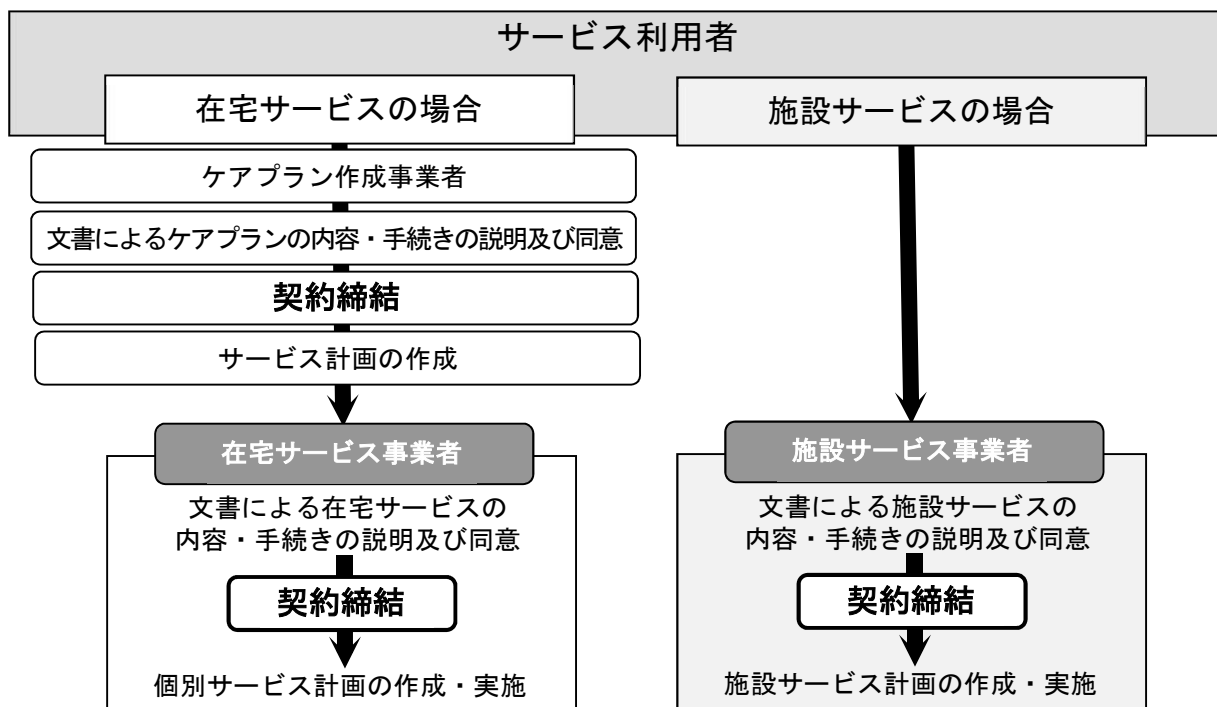 サービス利用者
在宅サービスの場合
ケアプラン作成事業者
文書によるケアプランの内容・手続きの説明及び同意
契約締結
サービス計画の作成
在宅サービス事業者
文書による在宅サービスの
内容・手続きの説明及び同意
契約締結
個別サービス計画の作成・実施
施設サービスの場合
施設サービス事業者
文書による施設サービスの
内容・手続きの説明及び同意
契約締結
施設サービス計画の作成・実施